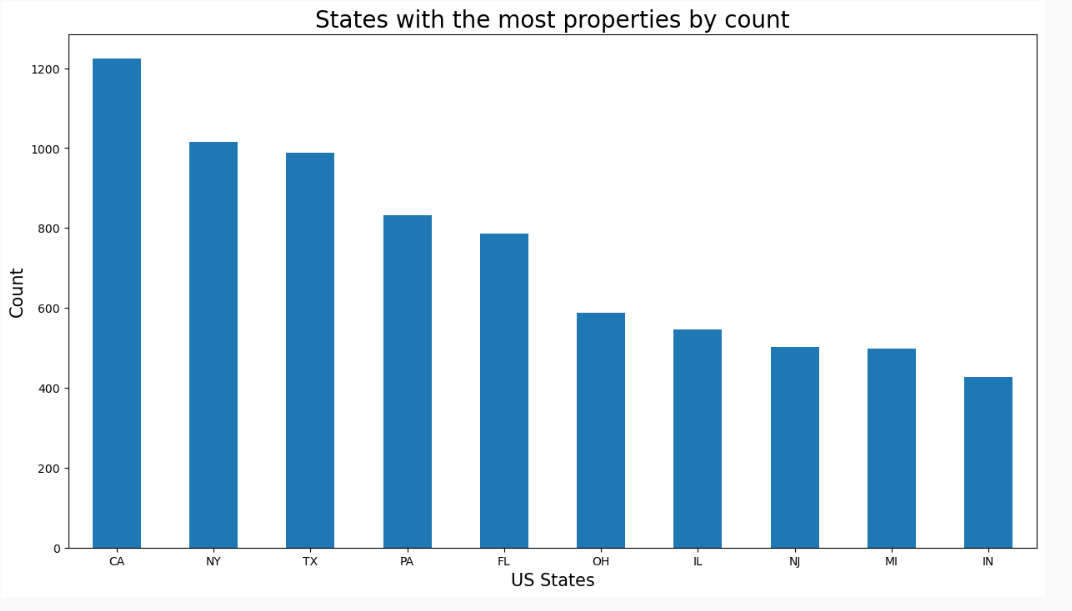 States with the most properties by count
1200
1000
800
600
400
200
0
Count
CA NY TX PA FL OH IL NJ MI IN
US States